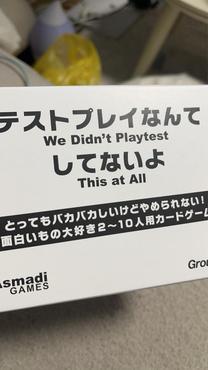 テストプレイなんて
We Didn't Playtest
してないよ
This at All
とってもバカバカしいけどやめられない!
面白いもの大好き2〜10人用カードゲーム
Asmadi
GAMES
Grou